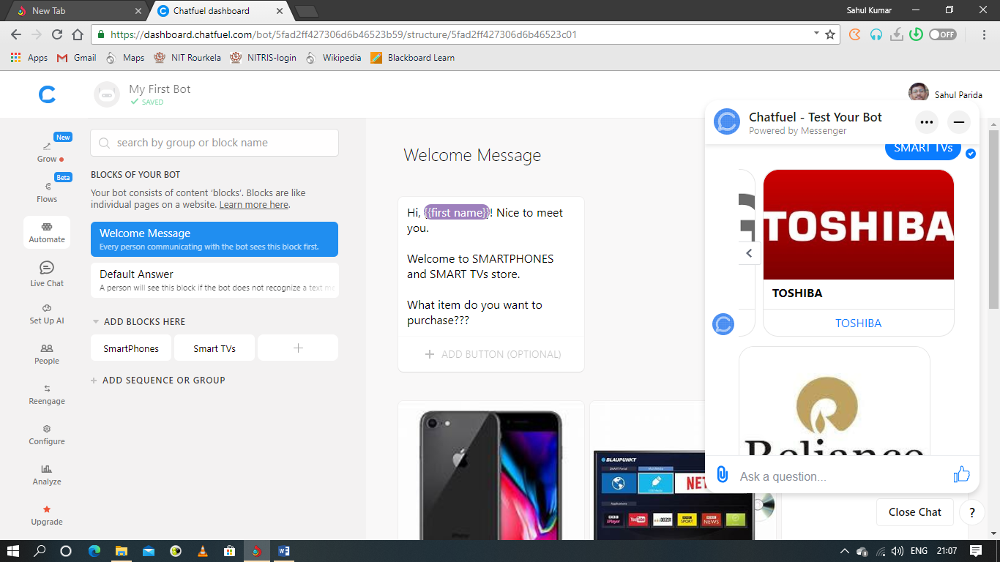 New Tab
Chatfuel dashboard
Sahul Kumar
https://dashboard.chatfuel.com/bot/5fad2ff427306d6b46523b59/structure/5fad2ff427306d6b46523c01
OFF
Apps
Gmail
Maps
NIT Rourkela
NITRIS-login
Wikipedia
Blackboard Learn
My First Bot
SAVED
Sahul Parida
New
Grow
Beta
Flows
Automate
Live Chat
Set Up AI
People
Reengage
Configure
Analyze
Upgrade
search by group or block name
BLOCKS OF YOUR BOT
Your bot consists of content ‘blocks’. Blocks are like
individual pages on a website. Learn more here.
Welcome Message
Every person communicating with the bot sees this block first.
Default Answer
A person will see this block if the bot does not recognize a text me
ADD BLOCKS HERE
SmartPhones
Smart TVs
ADD SEQUENCE OR GROUP
Welcome Message
Hi, {{first name}}! Nice to meet
you.
Welcome to SMARTPHONES
and SMART TVs store.
What item do you want to
purchase???
ADD BUTTON (OPTIONAL)
iPhone
BLAUPUNKT
NET
YouTube
DEEZER
BBC
SPORT
BBC
NEWS
Chatfuel - Test Your Bot
Powered by Messenger
SMART TVs
TOSHIBA
TOSHIBA
TOSHIBA
Reliance
Ask a question...
Close Chat
?
ENG
21:07